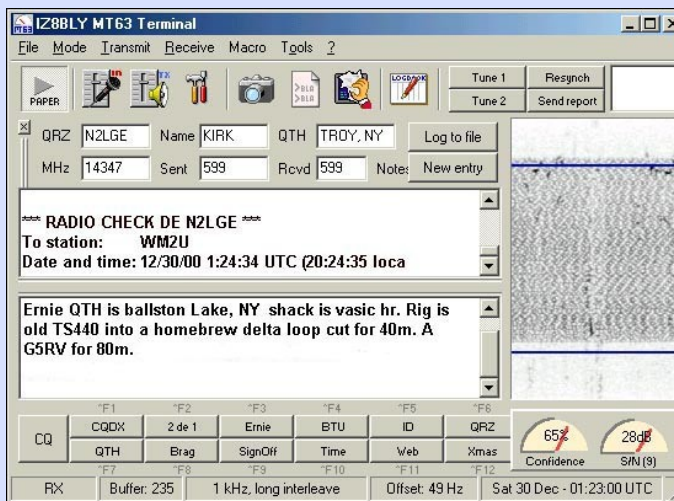 IZ8BLY MT63 Terminal
File Mode Transmit Receive Macro Tools ?
PAPER
IN
TX
>BLA
>BLA
LOGBOOK
Tune 1 Resynch
Tune 2 Send report
QRZ N2LGE Name KIRK QTH TROY, NY Log to file
MHz 14347 Sent 599 Rcvd 599 Notes New entry
*** RADIO CHECK DE N2LGE ***
To station: WM2U
Date and time: 12/30/00 1:24:34 UTC (20:24:35 loca
Ernie QTH is ballston Lake, NY shack is vasic hr. Rig is
old TS440 into a homebrew delta loop cut for 40m. A
G5RV for 80m.
^F1 ^F2 ^F3 ^F4 ^F5 ^F6
CQ CQDX 2 de 1 Ernie BTU ID QRZ
QTH Brag SignOff Time Web Xmas
^F7 ^F8 ^F9 ^F10 ^F11 ^F12
65% 28dB
Confidence S/N (9)
RX Buffer: 235 1 kHz, long interleave Offset: 49 Hz Sat 30 Dec - 01:23:00 UTC